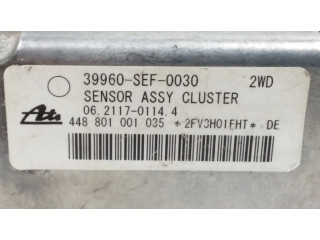 39960-SEF-0030 2WD
SENSOR ASSY CLUSTER
06.2117-0114.4
Ate 448 801 001 035 *2FV3H01FHT* DE